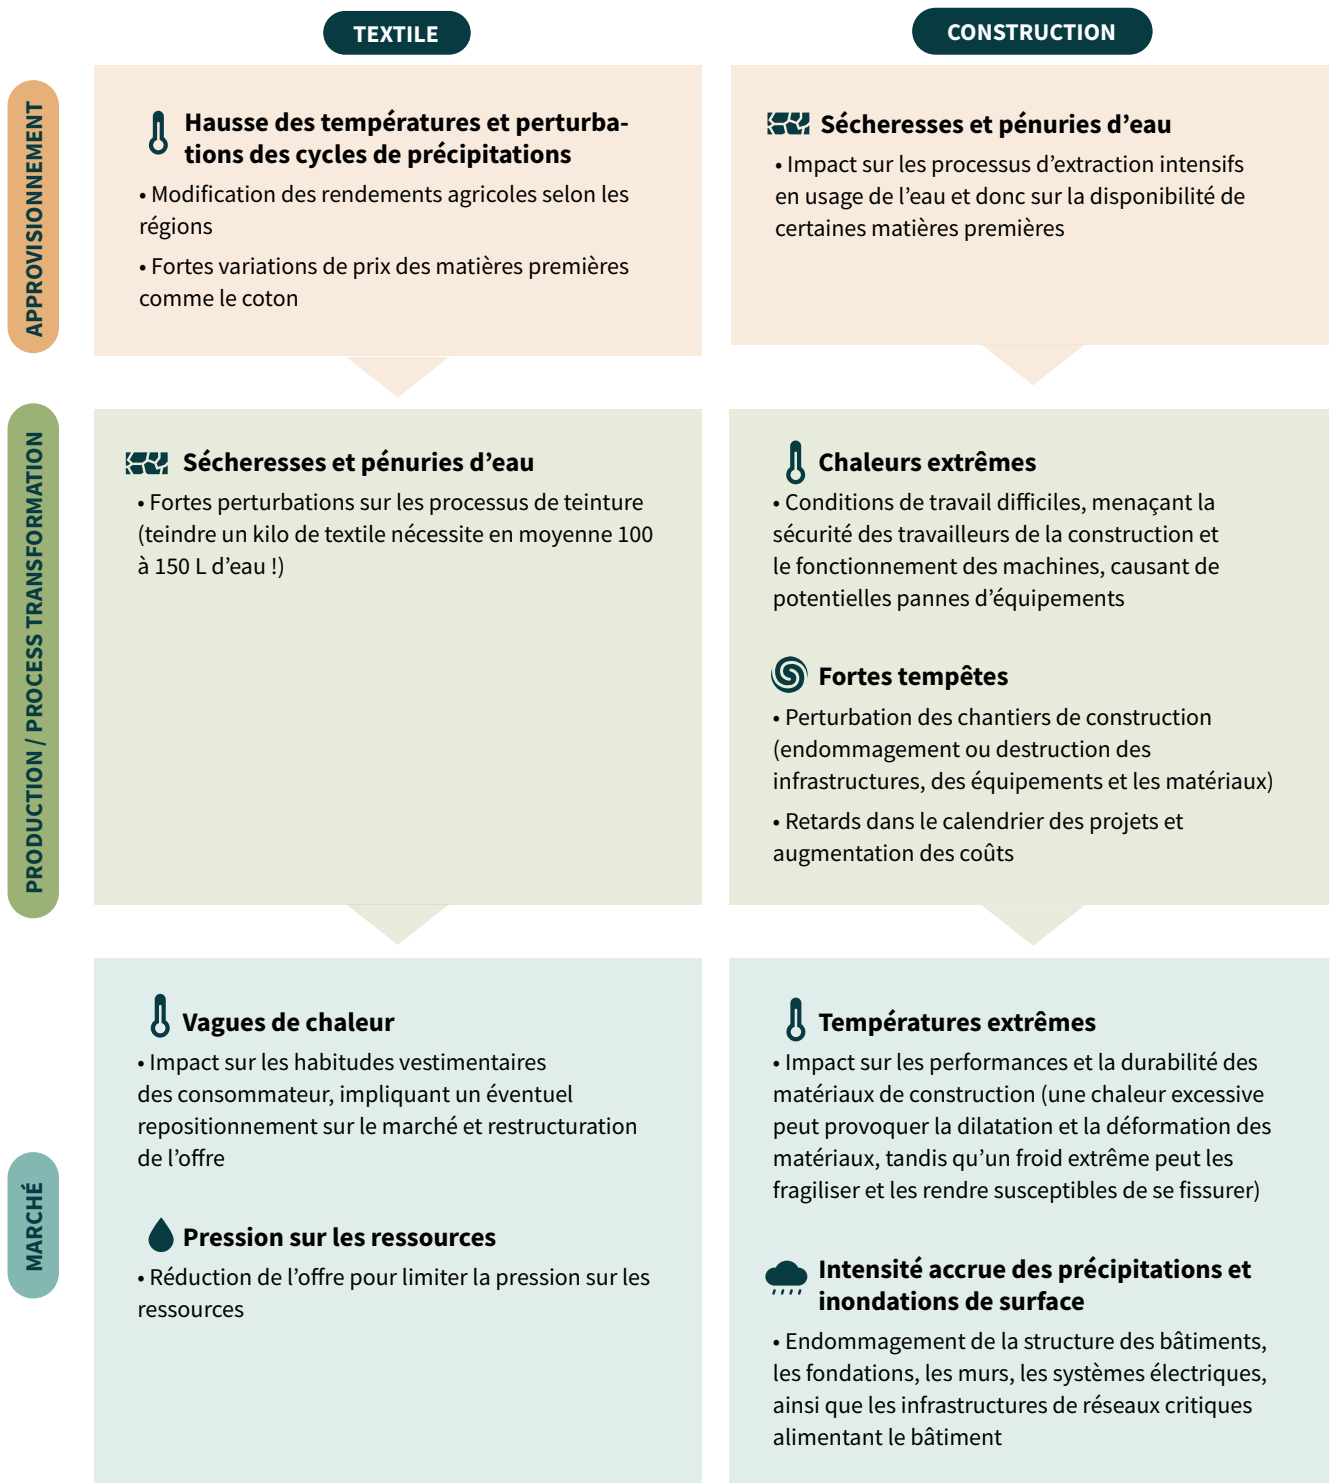 TEXTILE
CONSTRUCTION
APPROVISIONNEMENT
Hausse des températures et perturba-
tions des cycles de précipitations
• Modification des rendements agricoles selon les
régions
• Fortes variations de prix des matières premières
comme le coton
Sécheresses et pénuries d’eau
• Impact sur les processus d’extraction intensifs
en usage de l’eau et donc sur la disponibilité de
certaines matières premières
PRODUCTION / PROCESS TRANSFORMATION
Sécheresses et pénuries d’eau
• Fortes perturbations sur les processus de teinture
(teindre un kilo de textile nécessite en moyenne 100
à 150 L d’eau !)
Chaleurs extrêmes
• Conditions de travail difficiles, menaçant la
sécurité des travailleurs de la construction et
le fonctionnement des machines, causant de
potentielles pannes d’équipements
Fortes tempêtes
• Perturbation des chantiers de construction
(endommagement ou destruction des
infrastructures, des équipements et les matériaux)
• Retards dans le calendrier des projets et
augmentation des coûts
MARCHÉ
Vagues de chaleur
• Impact sur les habitudes vestimentaires
des consommateur, impliquant un éventuel
repositionnement sur le marché et restructuration
de l’offre
Pression sur les ressources
• Réduction de l’offre pour limiter la pression sur les
ressources
Températures extrêmes
• Impact sur les performances et la durabilité des
matériaux de construction (une chaleur excessive
peut provoquer la dilatation et la déformation des
matériaux, tandis qu’un froid extrême peut les
fragiliser et les rendre susceptibles de se fissurer)
Intensité accrue des précipitations et
inondations de surface
• Endommagement de la structure des bâtiments,
les fondations, les murs, les systèmes électriques,
ainsi que les infrastructures de réseaux critiques
alimentant le bâtiment